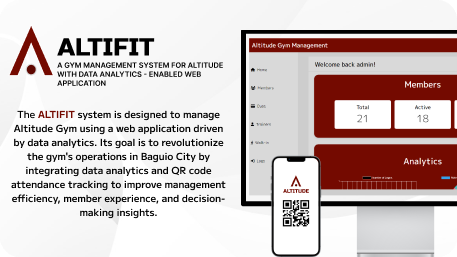 ALTIFIT
A GYM MANAGEMENT SYSTEM FOR ALTITUDE
WITH DATA ANALYTICS - ENABLED WEB
APPLICATION
The ALTIFIT system is designed to manage
Altitude Gym using a web application driven
by data analytics. Its goal is to revolutionize
the gym's operations in Baguio City by
integrating data analytics and QR code
attendance tracking to improve management
efficiency, member experience, and decision-
making insights.
Altitude Gym Management
Home
Members
Trainers
Walk-in
Logs
Welcome back admin!
Members
Total
Active
21
18
Analytics
ALTITUDE